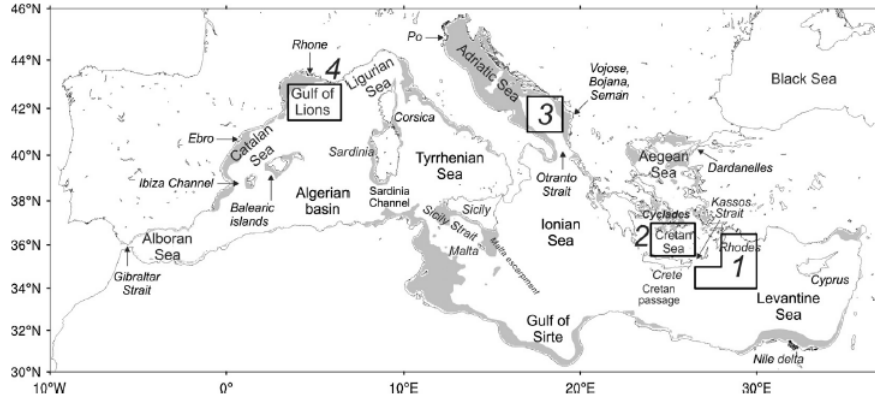 46°N
44°N
42°N
40°N
38°N
36°N
34°N
32°N
30°N
10°W
0°
10°E
20°E
30°E
Rhone
4
Ligurian
Sea
Gulf of
Lions
Po
Adriatic Sea
Vojose,
Bojana,
Seman
Black Sea
3
Corsica
Ebro
Catalan
Sea
Sardinia
Tyrrhenian
Sea
Otranto
Strait
Aegean
Sea
Dardanelles
Ibiza Channel
Balearic
islands
Algerian
basin
Sardinia
Channel
Sicily
Sicily Strait
Malta
Malta escarpment
Ionian
Sea
Cyclades
Kassos
Strait
2
Cretan
Sea
Rhodes
1
Crete
Cretan
passage
Cyprus
Levantine
Sea
Alboran
Sea
Gibraltar
Strait
Gulf of
Sirte
Nile delta